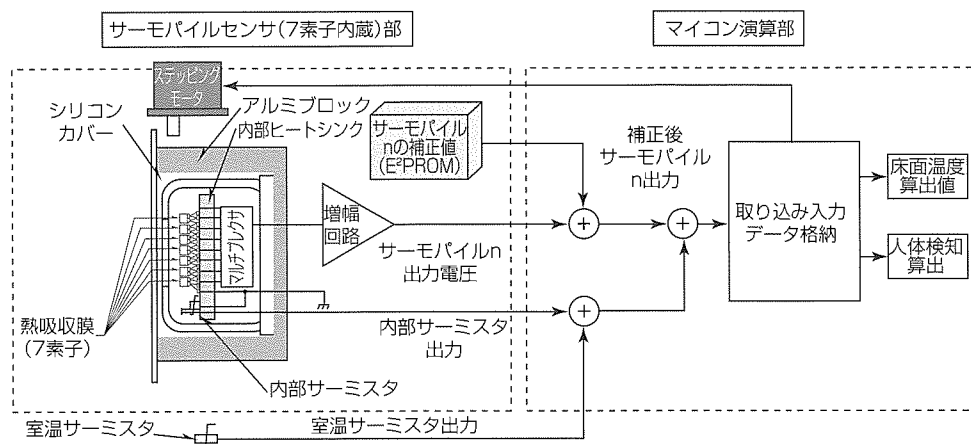 サーモパイルセンサ(7素子内蔵)部
マイコン演算部
ステッピング
モータ
シリコン
カバー
アルミブロック
内部ヒートシンク
サーモパイル
nの補正値
(E²PROM)
補正後
サーモパイル
n出力
増幅
回路
マルチプレクサ
サーモパイルn
出力電圧
取り込み入力
データ格納
床面温度
算出値
人体検知
算出
熱吸収膜
(7素子)
内部サーミスタ
出力
内部サーミスタ
室温サーミスタ
室温サーミスタ出力